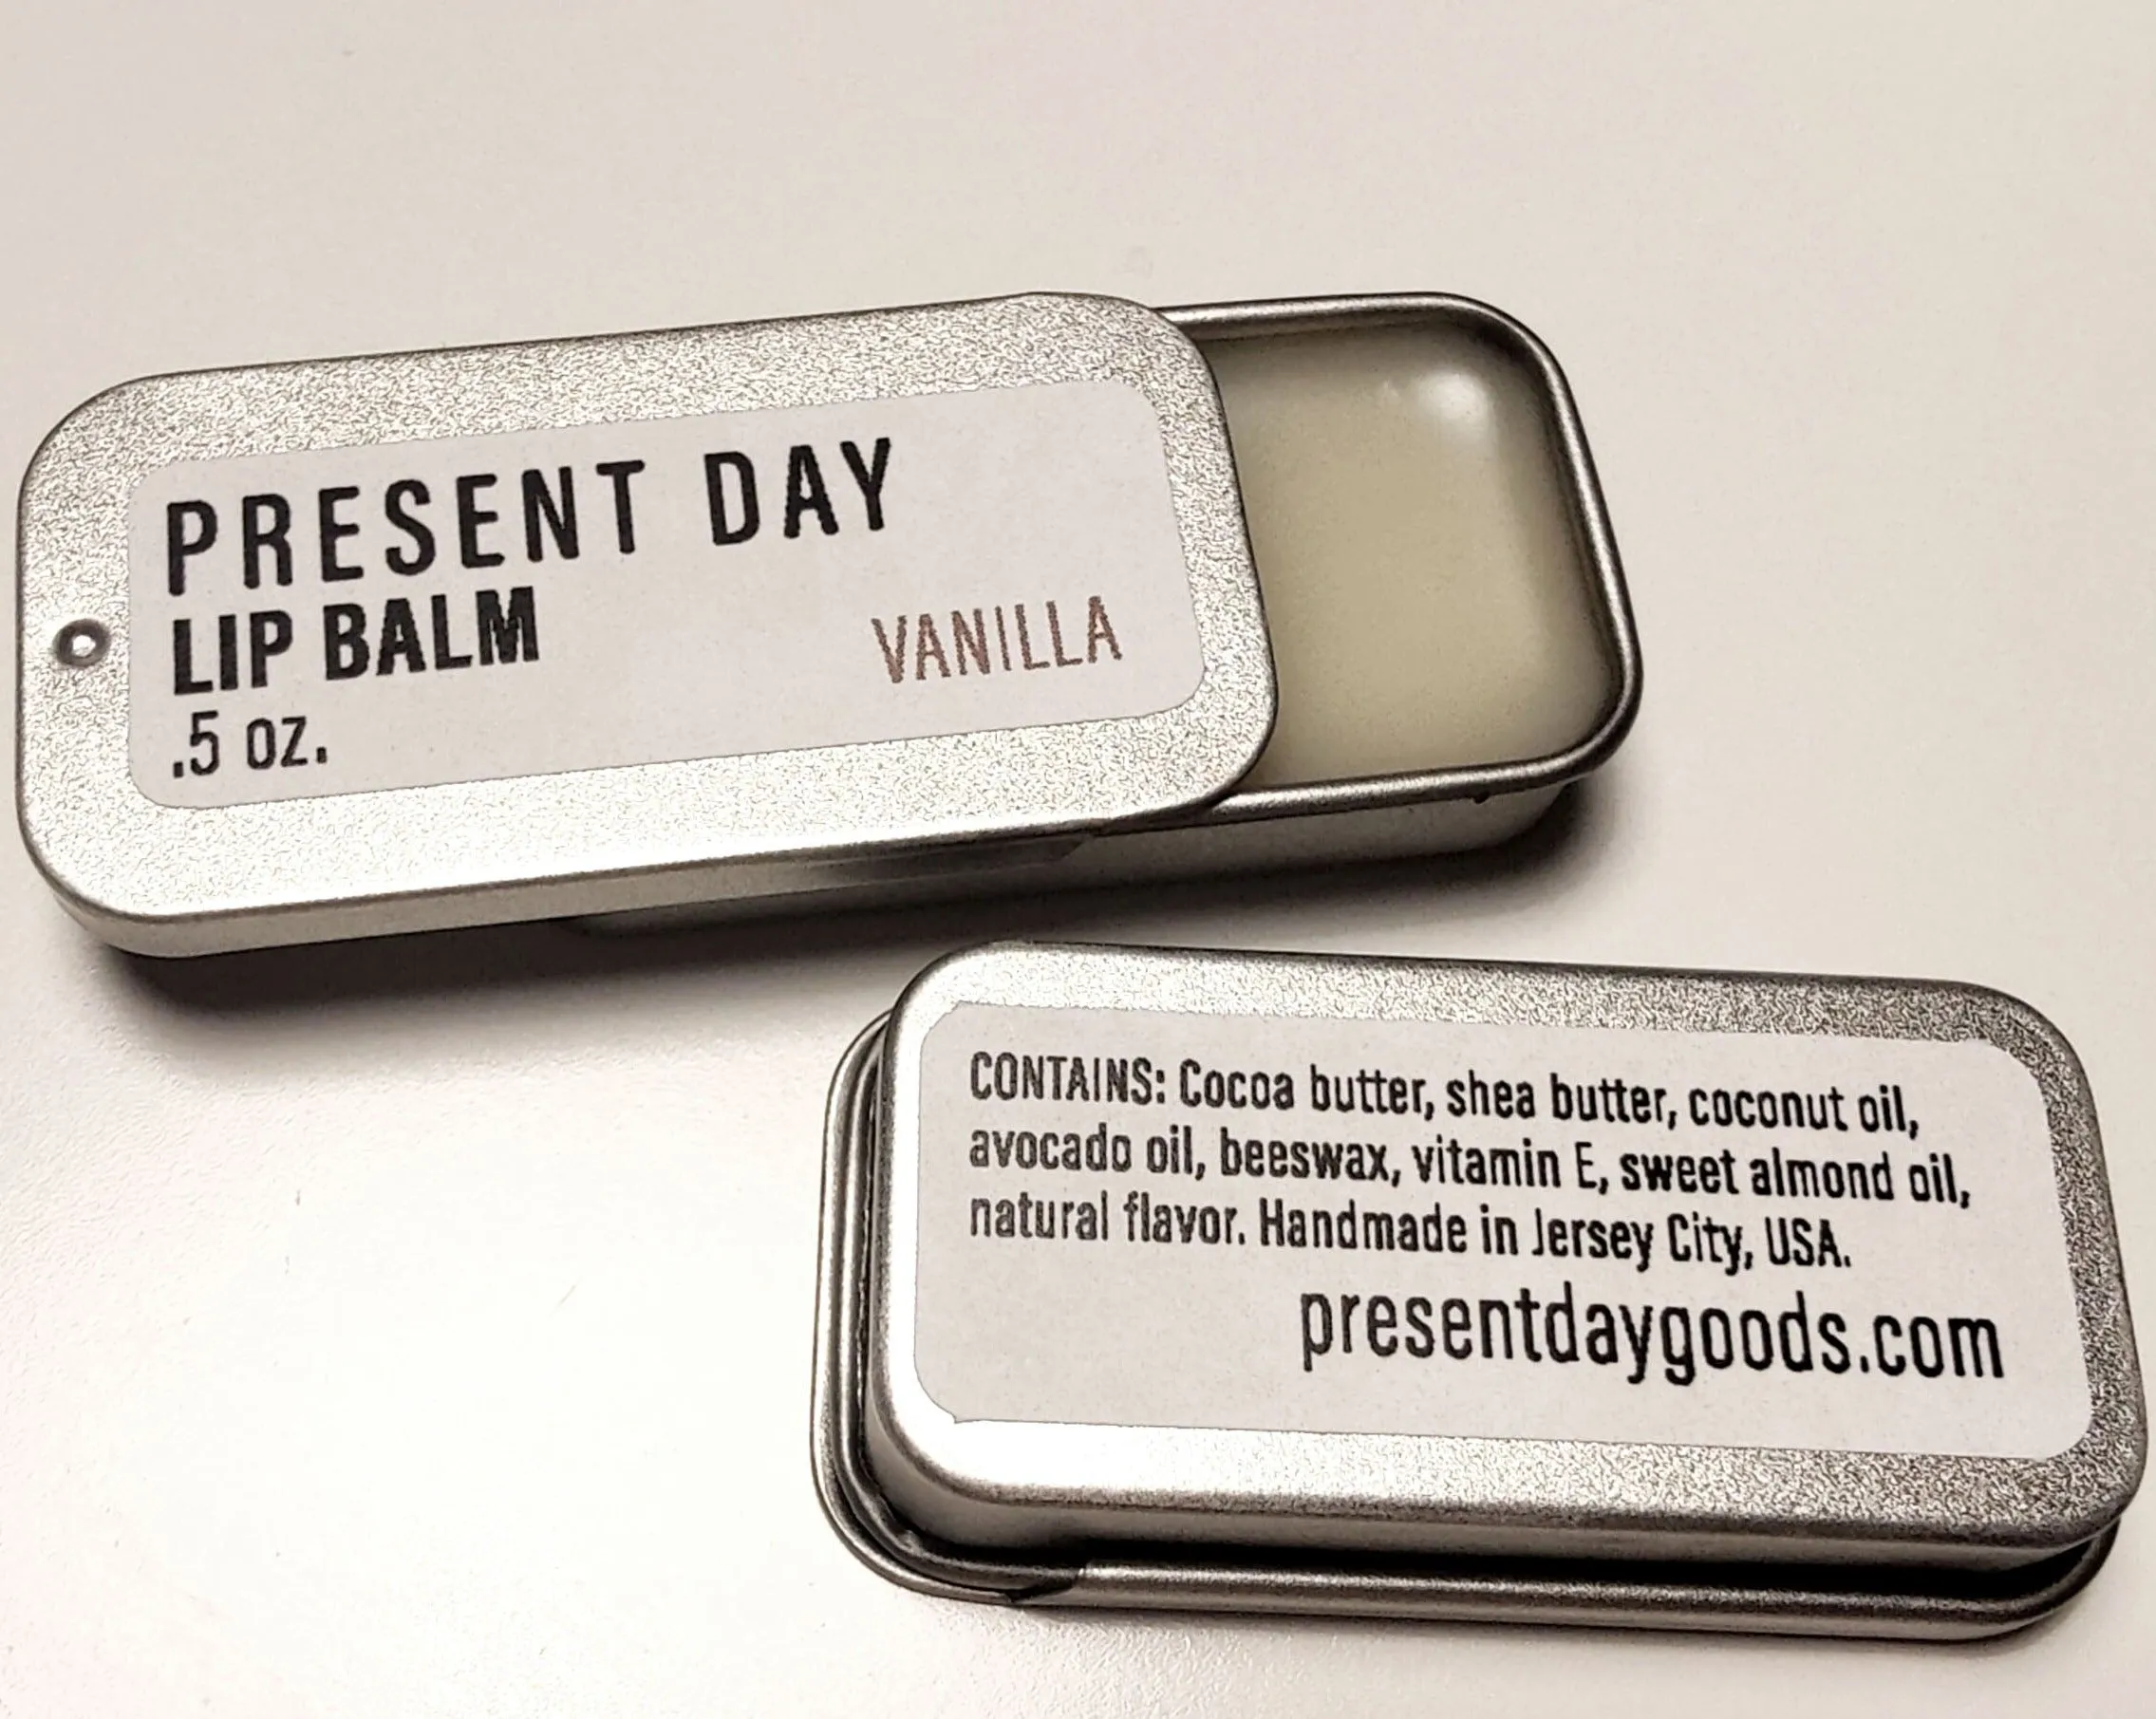 PRESENT DAY
LIP BALM
VANILLA
.5 oz.
CONTAINS: Cocoa butter, shea butter, coconut oil,
avocado oil, beeswax, vitamin E, sweet almond oil,
natural flavor. Handmade in Jersey City, USA.
presentdaygoods.com